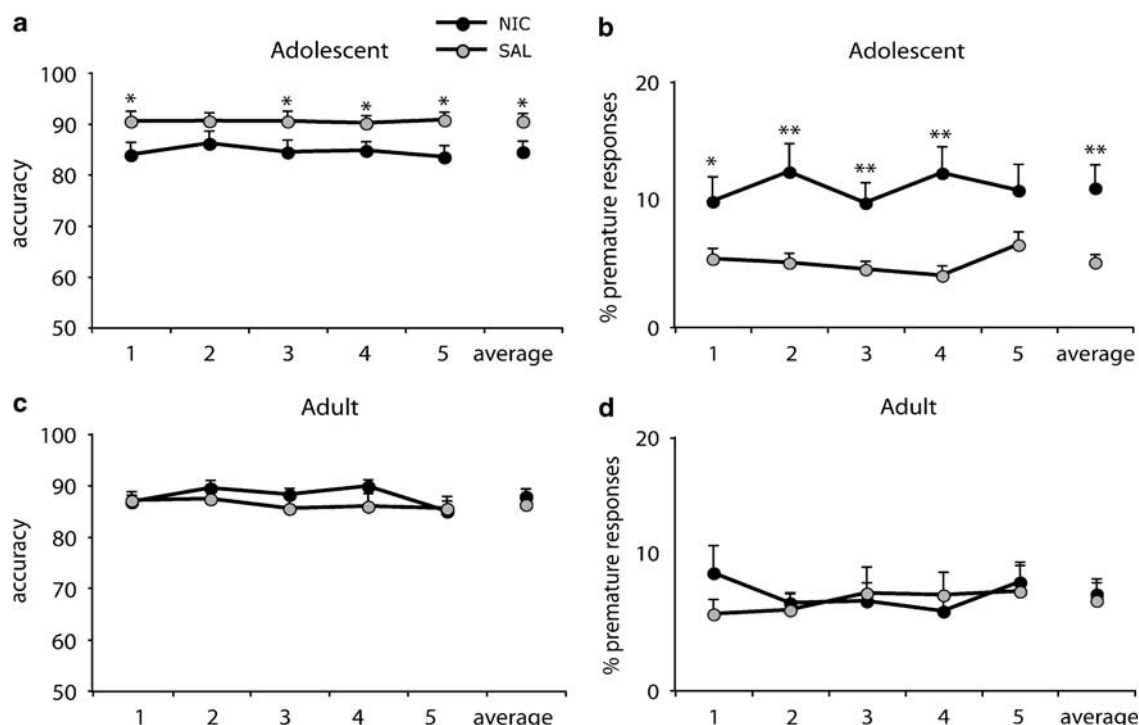 a
NIC
SAL
Adolescent
accuracy
100
90
80
70
60
50
*
*
*
*
*
1 2 3 4 5 average
b
Adolescent
% premature responses
20
10
0
*
**
**
**
**
1 2 3 4 5 average
c
Adult
accuracy
100
90
80
70
60
50
1 2 3 4 5 average
d
Adult
% premature responses
20
10
0
1 2 3 4 5 average